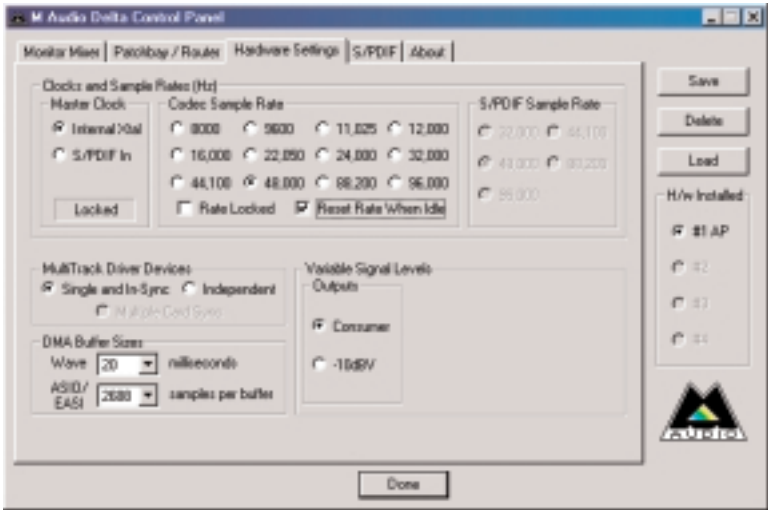 M Audio Delta Control Panel
Monitor Mixer Patchbay / Router Hardware Settings S/PDIF About
Clocks and Sample Rates (Hz)
Master Clock
Internal Xtal
S/PDIF In
Locked
Codec Sample Rate
8000 9600 11,025 12,000
16,000 22,050 24,000 32,000
44,100 48,000 88,200 96,000
Rate Locked Reset Rate When Idle
S/PDIF Sample Rate
32,000 44,100
48,000 88,200
96,000
MultiTrack Driver Devices
Single and In-Sync Independent
Multiple Card Sync
DMA Buffer Sizes
Wave 20 milliseconds
ASIO/
EASI
samples per buffer
Variable Signal Levels
Outputs
Consumer
-10dBV
Save
Delete
Load
H/w Installed
#1 AP
#2
#3
#4
M
AUDIO
Done